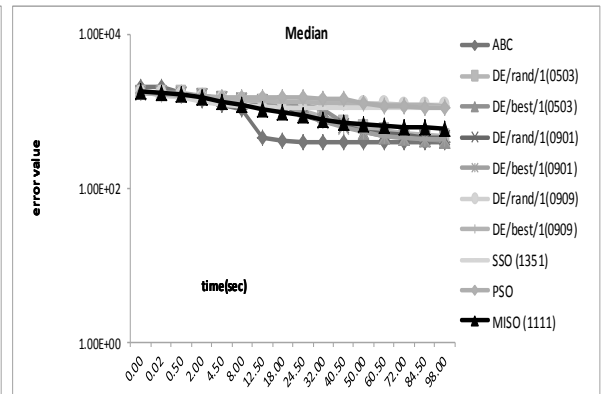 Median
1.00E+04
1.00E+02
1.00E+00
error value
time(sec)
0.00
0.02
0.50
2.00
4.50
8.00
12.50
18.00
24.50
32.00
40.50
50.00
60.50
72.00
84.50
98.00
ABC
DE/rand/1(0503)
DE/best/1(0503)
DE/rand/1(0901)
DE/best/1(0901)
DE/rand/1(0909)
DE/best/1(0909)
SSO (1351)
PSO
MISO (1111)